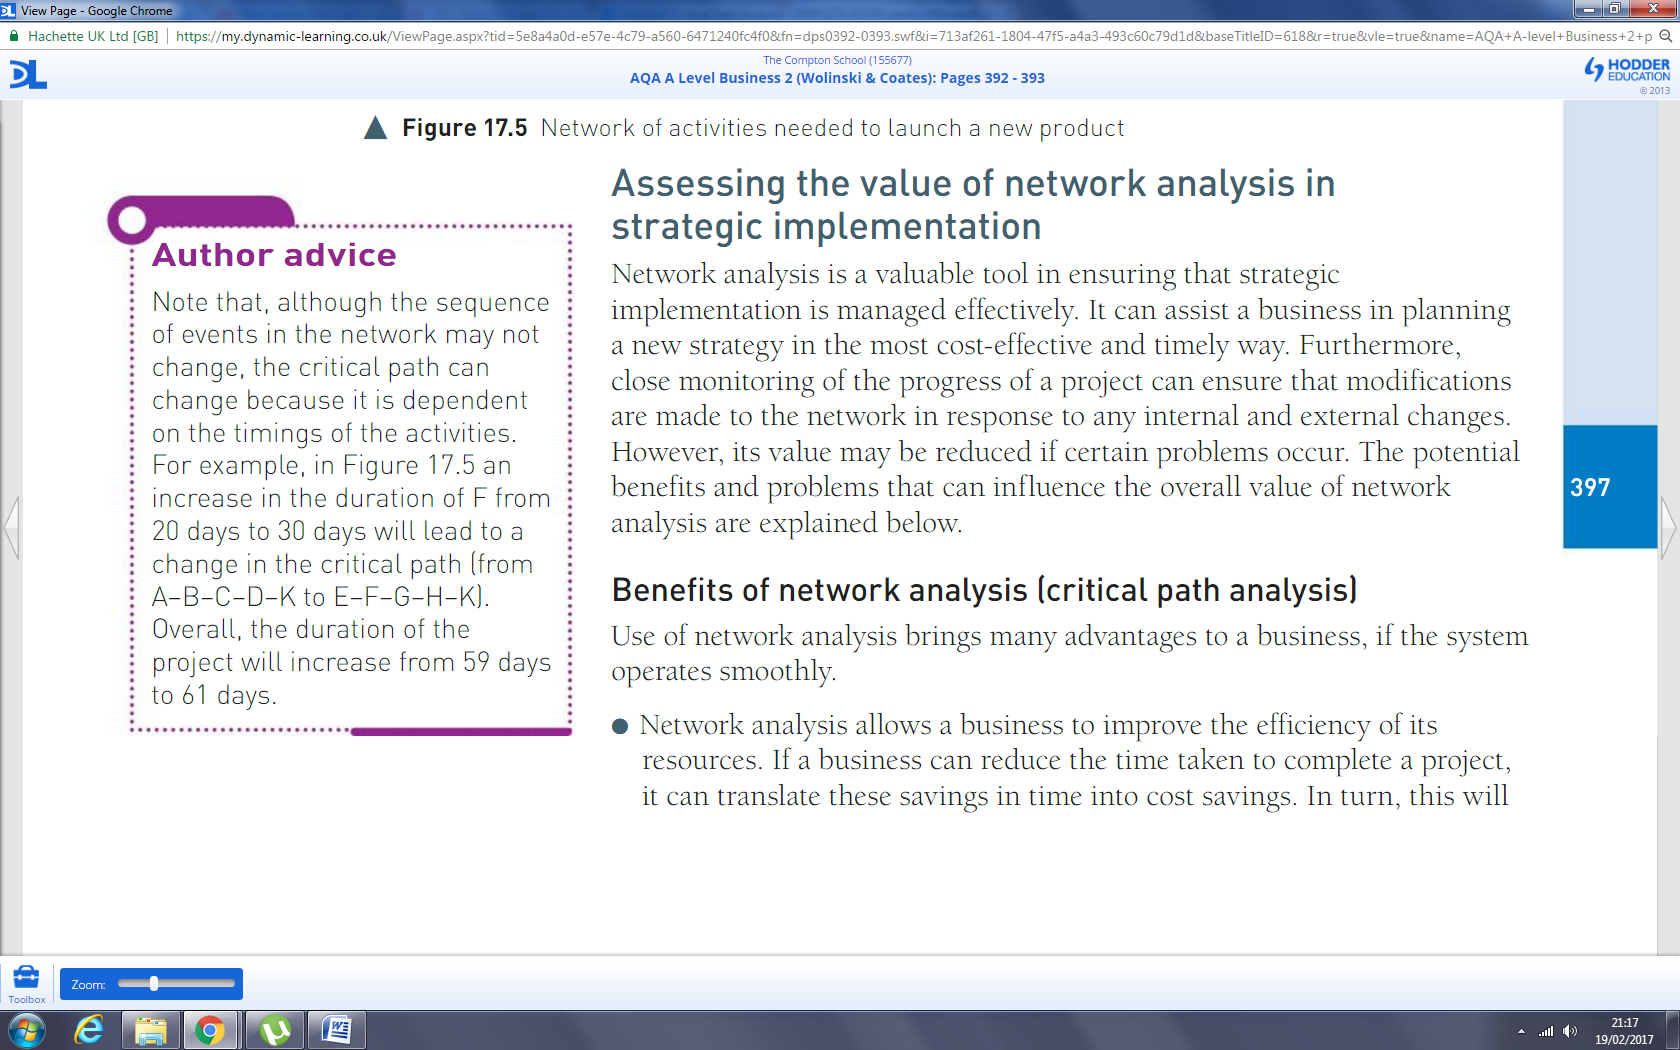 View Page - Google Chrome
Hachette UK Ltd [GB] | https://my.dynamic-learning.co.uk/ViewPage.aspx?tid=5e8a4a0d-e57e-4c79-a560-6471240fc4f0&fn=dps0392-0393.swf&i=713af261-1804-47f5-a4a3-493c60c79d1d&baseTitleID=618&r=true&vle=true&name=AQA+A-level+Business+2+p
DL
The Compton School (155677)
AQA A Level Business 2 (Wolinski & Coates): Pages 392 - 393
HODDER
EDUCATION
© 2013
Figure 17.5 Network of activities needed to launch a new product
Author advice
Note that, although the sequence
of events in the network may not
change, the critical path can
change because it is dependent
on the timings of the activities.
For example, in Figure 17.5 an
increase in the duration of F from
20 days to 30 days will lead to a
change in the critical path (from
A–B–C–D–K to E–F–G–H–K).
Overall, the duration of the
project will increase from 59 days
to 61 days.
Assessing the value of network analysis in
strategic implementation
Network analysis is a valuable tool in ensuring that strategic
implementation is managed effectively. It can assist a business in planning
a new strategy in the most cost-effective and timely way. Furthermore,
close monitoring of the progress of a project can ensure that modifications
are made to the network in response to any internal and external changes.
However, its value may be reduced if certain problems occur. The potential
benefits and problems that can influence the overall value of network
analysis are explained below.
Benefits of network analysis (critical path analysis)
Use of network analysis brings many advantages to a business, if the system
operates smoothly.
● Network analysis allows a business to improve the efficiency of its
resources. If a business can reduce the time taken to complete a project,
it can translate these savings in time into cost savings. In turn, this will
397
Toolbox
Zoom:
21:17
19/02/2017